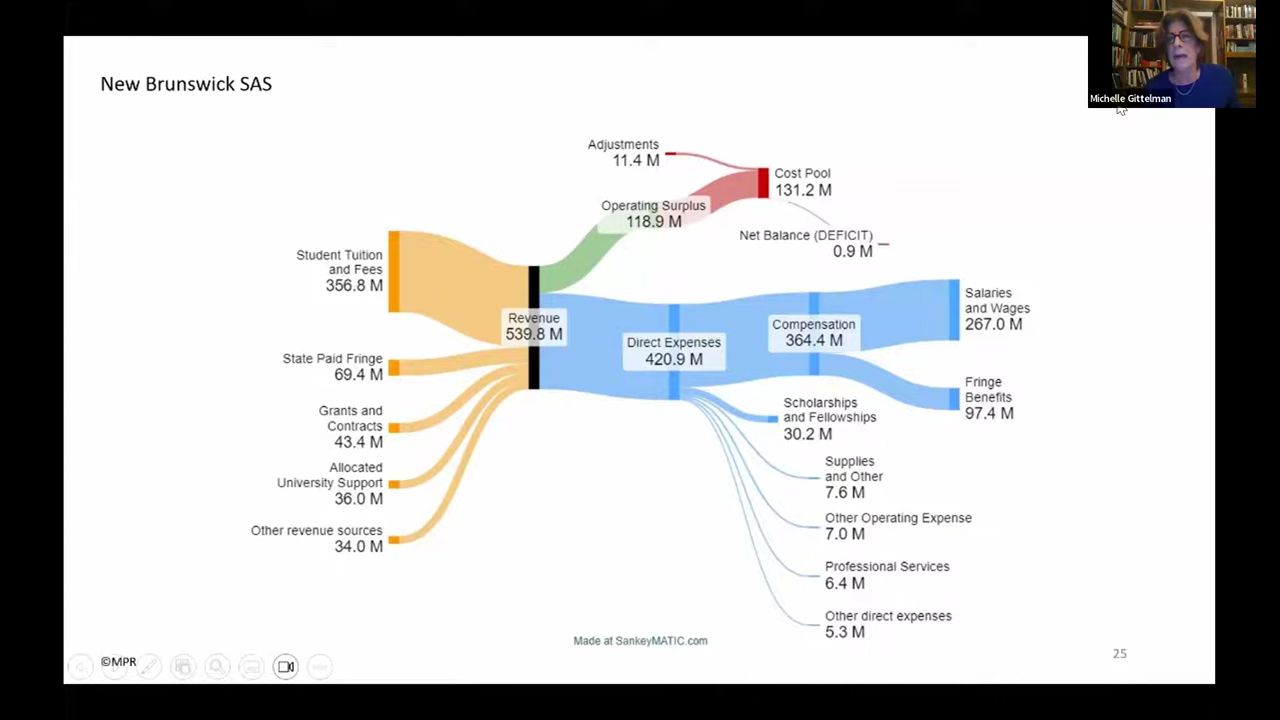 New Brunswick SAS
Michelle Gittelman
Adjustments
11.4 M
Cost Pool
131.2 M
Operating Surplus
118.9 M
Net Balance (DEFICIT)
0.9 M
Student Tuition
and Fees
356.8 M
Revenue
539.8 M
Direct Expenses
420.9 M
Compensation
364.4 M
Salaries
and Wages
267.0 M
State Paid Fringe
69.4 M
Fringe
Benefits
97.4 M
Grants and
Contracts
43.4 M
Scholarships
and Fellowships
30.2 M
Allocated
University Support
36.0 M
Supplies
and Other
7.6 M
Other revenue sources
34.0 M
Other Operating Expense
7.0 M
Professional Services
6.4 M
Other direct expenses
5.3 M
Made at SankeyMATIC.com
©MPR
25